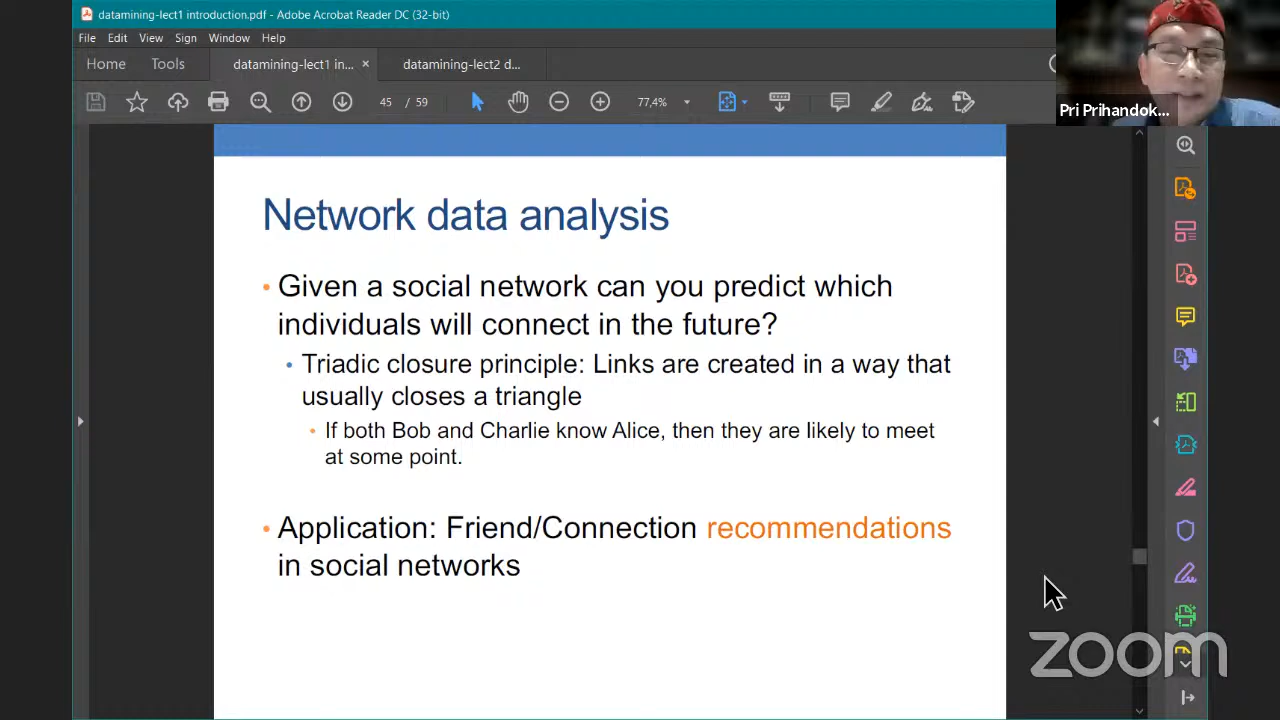 datamining-lect1 introduction.pdf - Adobe Acrobat Reader DC (32-bit)
File Edit View Sign Window Help
Home Tools datamining-lect1 in... × datamining-lect2 d...
45 / 59 77,4%
Pri Prihandok...
Network data analysis
• Given a social network can you predict which
individuals will connect in the future?
• Triadic closure principle: Links are created in a way that
usually closes a triangle
• If both Bob and Charlie know Alice, then they are likely to meet
at some point.
• Application: Friend/Connection recommendations
in social networks
zoom